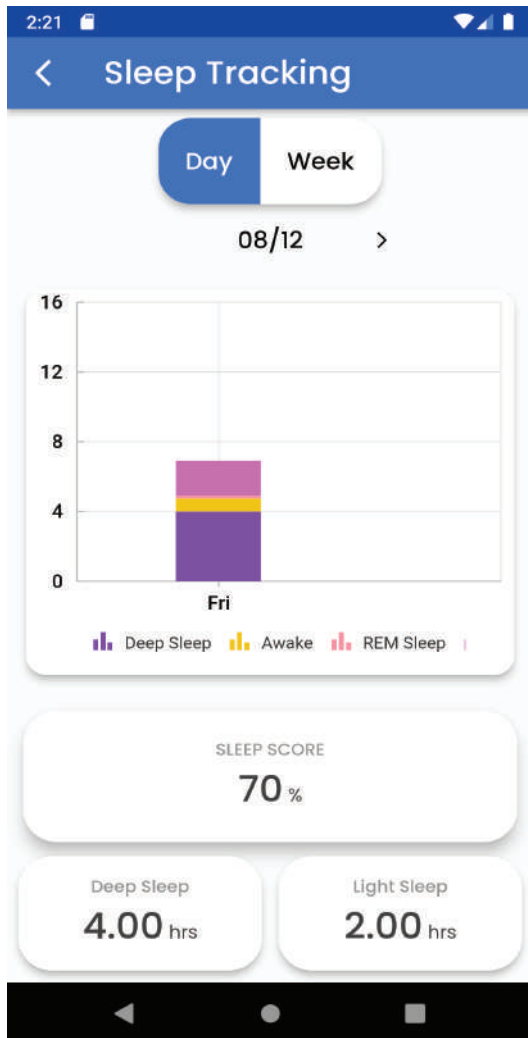 2:21
Sleep Tracking
Day Week
08/12 >
16
12
8
4
0
Fri
Deep Sleep Awake REM Sleep
SLEEP SCORE
70 %
Deep Sleep Light Sleep
4.00 hrs 2.00 hrs